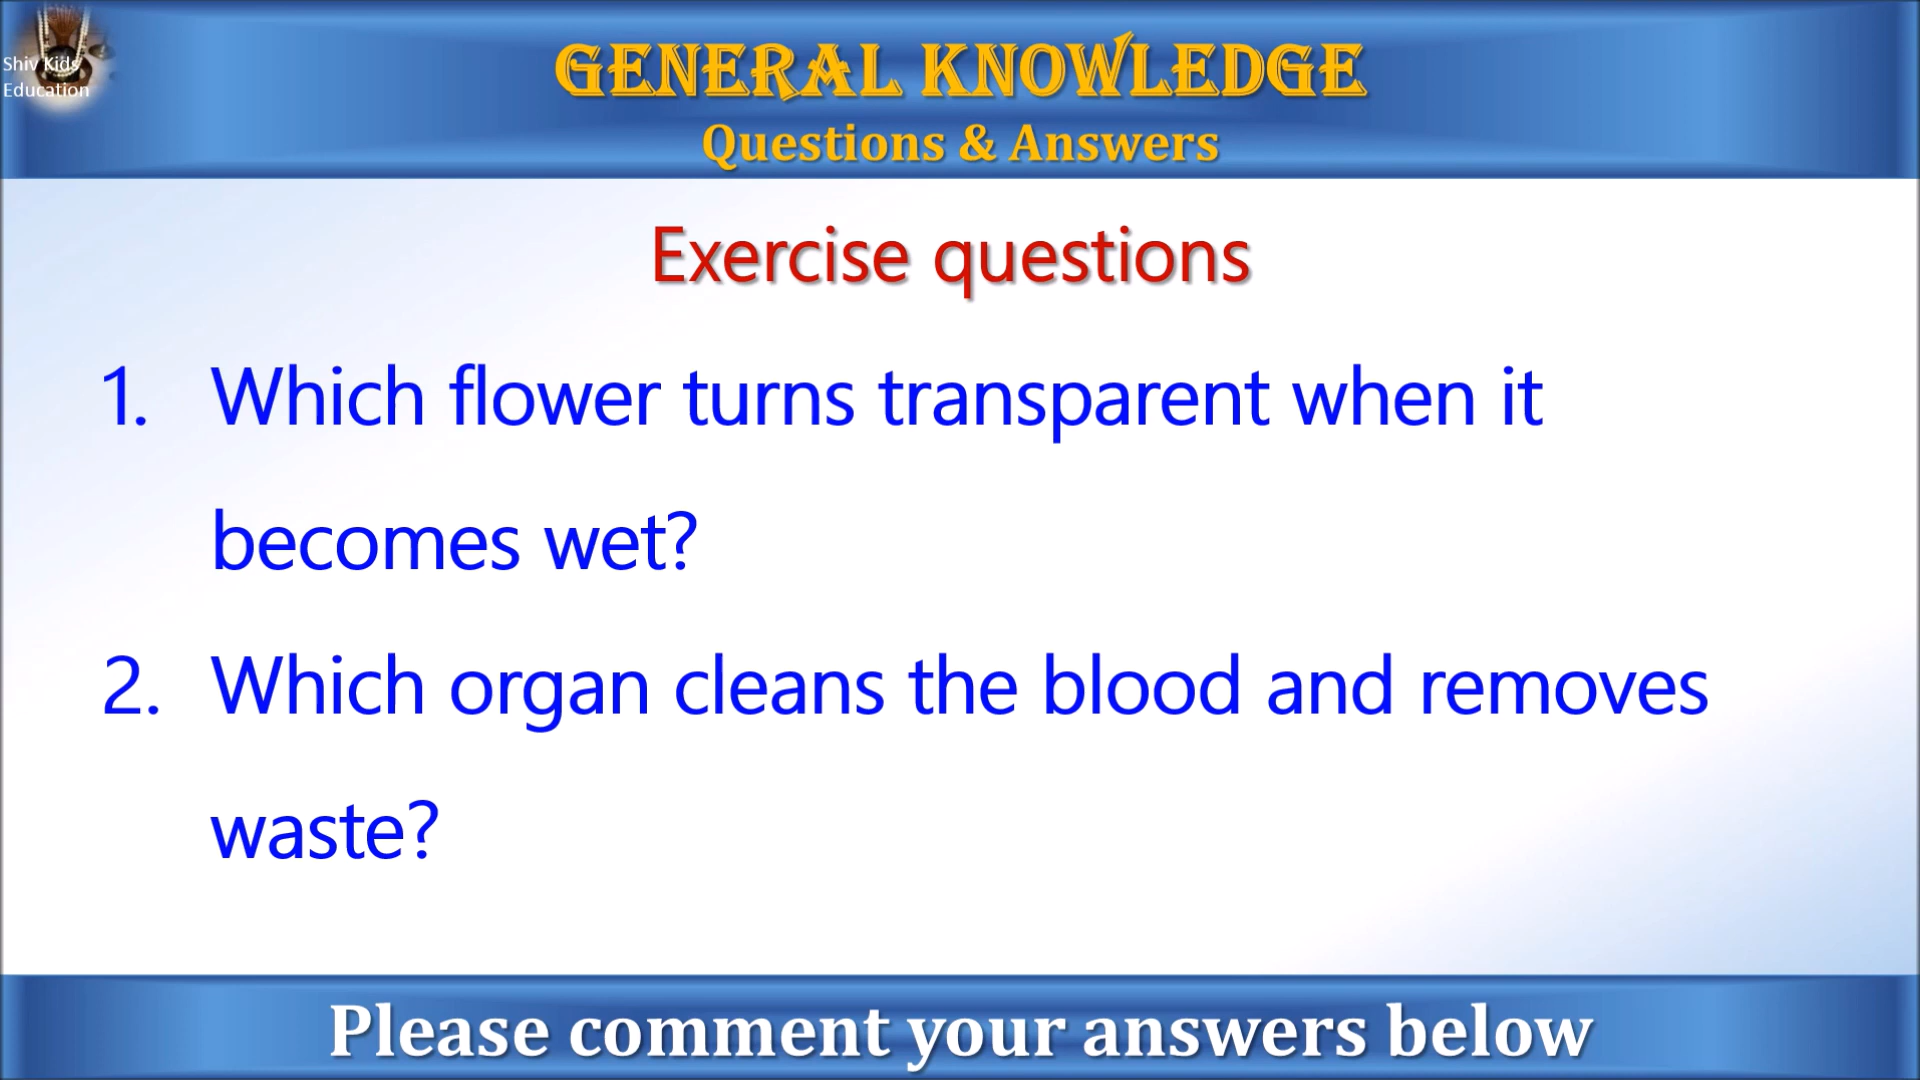 Shiv Kids
Education
GENERAL KNOWLEDGE
Questions & Answers
Exercise questions
1. Which flower turns transparent when it
becomes wet?
2. Which organ cleans the blood and removes
waste?
Please comment your answers below